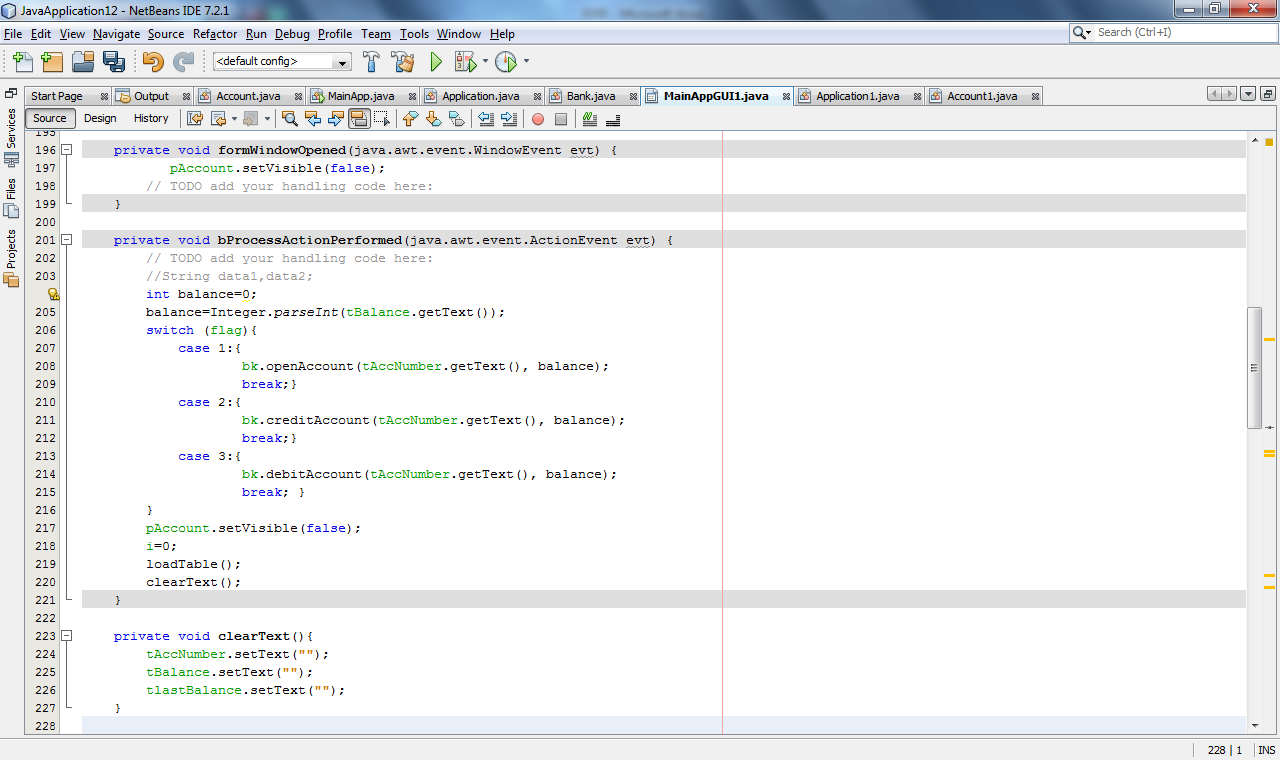 JavaApplication12 - NetBeans IDE 7.2.1
File Edit View Navigate Source Refactor Run Debug Profile Team Tools Window Help
Search (Ctrl+I)
<default config>
Start Page Output Account.java MainApp.java Application.java Bank.java MainAppGUI1.java Application1.java Account1.java
Source Design History
Services
Files
Projects
195
196 private void formWindowOpened(java.awt.event.WindowEvent evt) {
197 pAccount.setVisible(false);
198 // TODO add your handling code here:
199 }
200
201 private void bProcessActionPerformed(java.awt.event.ActionEvent evt) {
202 // TODO add your handling code here:
203 //String data1,data2;
int balance=0;
205 balance=Integer.parseInt(tBalance.getText());
206 switch (flag){
207 case 1:{
208 bk.openAccount(tAccNumber.getText(), balance);
209 break;}
210 case 2:{
211 bk.creditAccount(tAccNumber.getText(), balance);
212 break;}
213 case 3:{
214 bk.debitAccount(tAccNumber.getText(), balance);
215 break; }
216 }
217 pAccount.setVisible(false);
218 i=0;
219 loadTable();
220 clearText();
221 }
222
223 private void clearText(){
224 tAccNumber.setText("");
225 tBalance.setText("");
226 tlastBalance.setText("");
227 }
228
228 | 1 INS